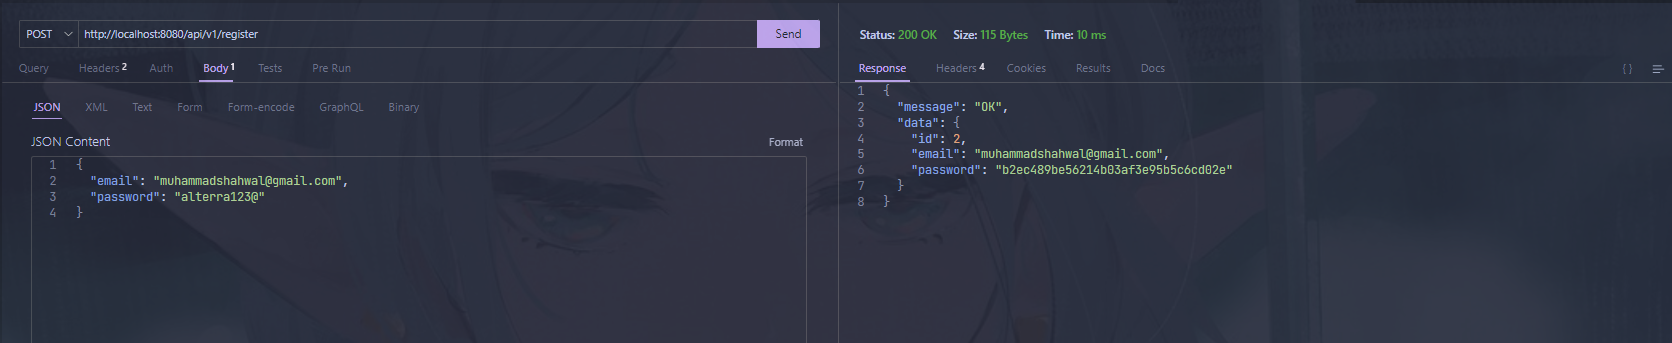 POST http://localhost:8080/api/v1/register Send
Query Headers 2 Auth Body 1 Tests Pre Run
JSON XML Text Form Form-encode GraphQL Binary
JSON Content Format
1 {
2 "email": "muhammadshahwal@gmail.com",
3 "password": "alterra123@"
4 }
Status: 200 OK Size: 115 Bytes Time: 10 ms
Response Headers 4 Cookies Results Docs { }
1 {
2 "message": "OK",
3 "data": {
4 "id": 2,
5 "email": "muhammadshahwal@gmail.com",
6 "password": "b2ec489be56214b03af3e95b5c6cd02e"
7 }
8 }